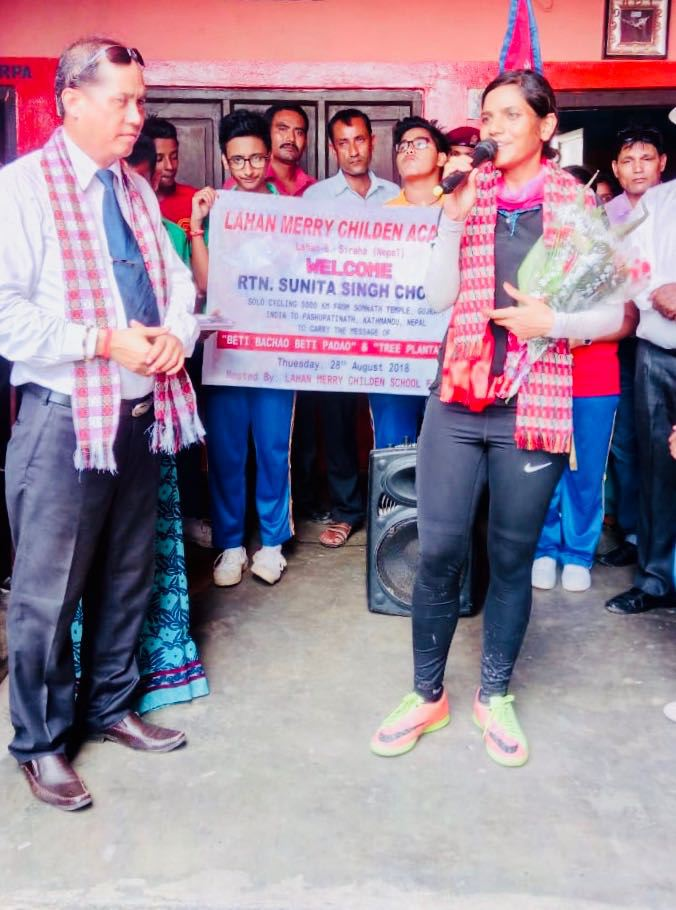 RPA
LAHAN MERRY CHILDEN ACA
Lahan-6, Siraha (Nepal)
WELCOME
RTN. SUNITA SINGH CHO
SOLO CYCLING 5000 KM FROM SOMNATH TEMPLE, GUJRA
INDIA TO PASHUPATINATH, KATHMANDU, NEPAL
TO CARRY THE MESSAGE OF
"BETI BACHAO BETI PADAO" & "TREE PLANTA
Thuesday, 28th August 2018
Hosted By: LAHAN MERRY CHILDEN SCHOOL F